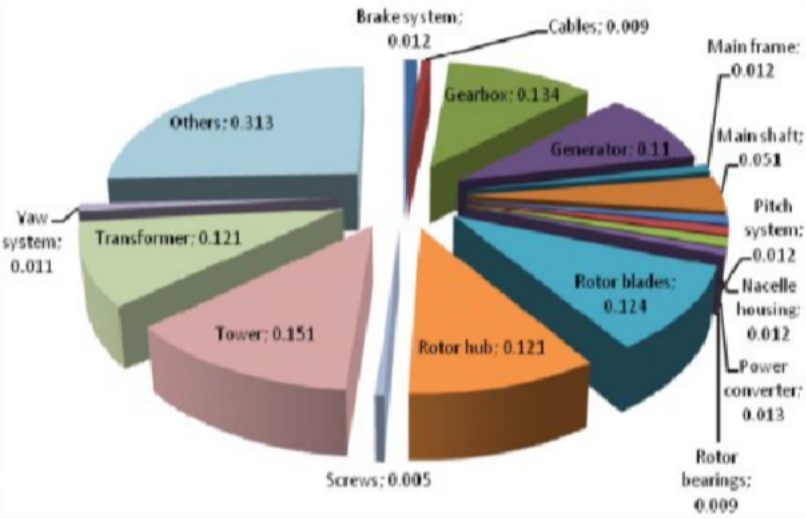 Brake system;
0.012
Cables; 0.009
Main frame;
0.012
Gearbox; 0.134
Others; 0.313
Generator; 0.11
Main shaft;
0.051
Yaw
system;
0.011
Transformer; 0.121
Pitch
system;
0.012
Rotor blades;
0.124
Nacelle
housing;
0.012
Tower; 0.151
Rotor hub; 0.121
Power
converter;
0.013
Screws; 0.005
Rotor
bearings;
0.009